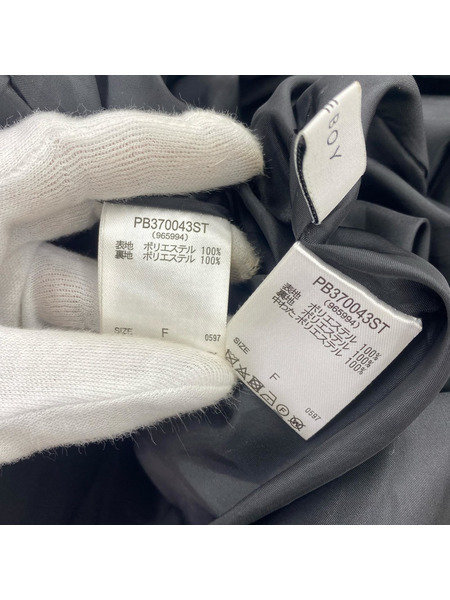 EBOY
PB370043ST
(965994)
表地 ポリエステル 100%
裏地 ポリエステル 100%
SIZE F 0597
PB370043ST
(965994)
表地 ポリエステル 100%
裏地 ポリエステル 100%
中わた ポリエステル 100%
SIZE F
0597